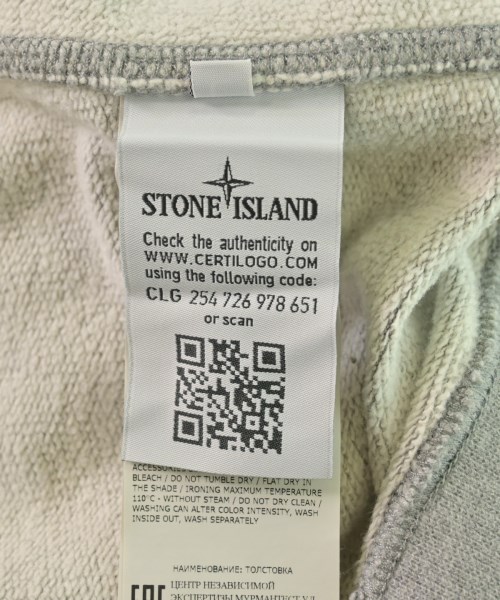 STONE ISLAND
Check the authenticity on
WWW.CERTILOGO.COM
using the following code:
CLG 254 726 978 651
or scan
BLEACH / DO NOT TUMBLE DRY / FLAT DRY IN
THE SHADE / IRONING MAXIMUM TEMPERATURE
110°C - WITHOUT STEAM / DO NOT DRY CLEAN /
WASHING CAN ALTER COLOR INTENSITY, WASH
INSIDE OUT, WASH SEPARATELY
НАИМЕНОВАНИЕ: ТОЛСТОВКА
ЕАС ЦЕНТР НЕЗАВИСИМОЙ
ЭКСПЕРТИЗЫ